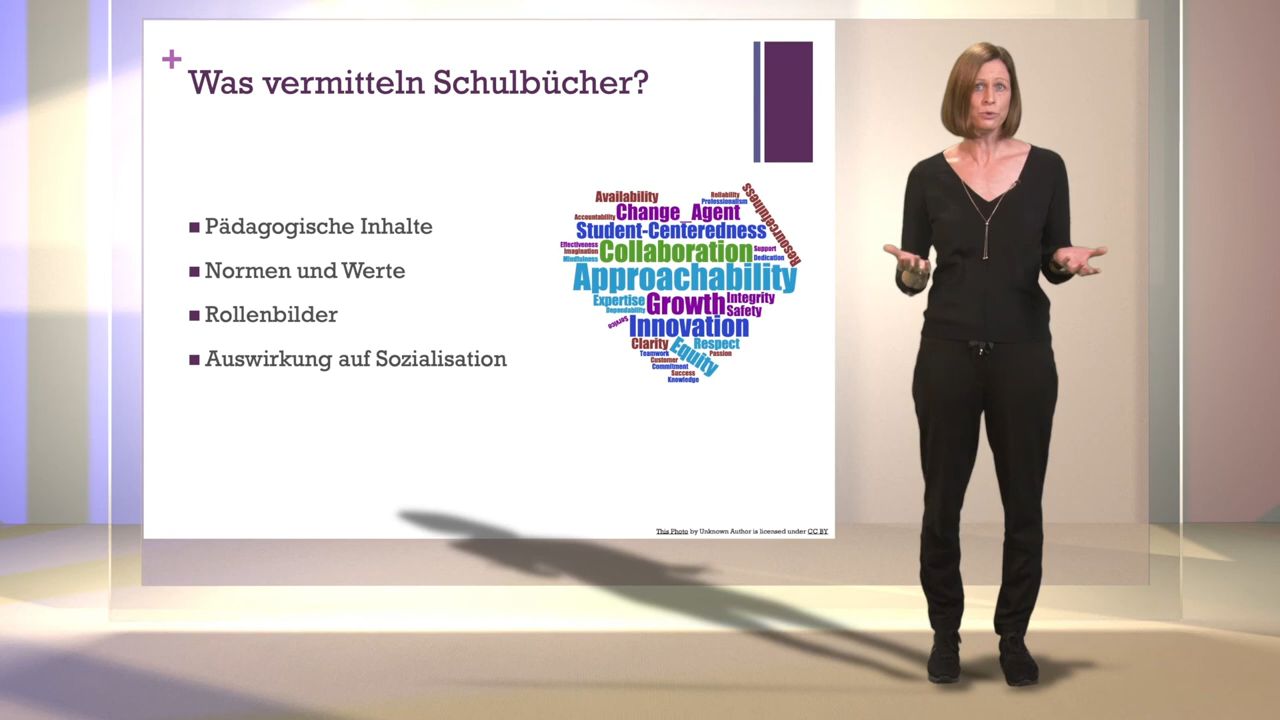 +
Was vermitteln Schulbücher?
Pädagogische Inhalte
Normen und Werte
Rollenbilder
Auswirkung auf Sozialisation
Availability
Reliability
Professionalism
Resourcefulness
Accountability
Change_Agent
Student-Centeredness
Effectiveness
Imagination
Mindfulness
Collaboration
Support
Dedication
Approachability
Expertise
Dependability
Growth
Integrity
Safety
Service
Innovation
Clarity
Equity
Respect
Passion
Teamwork
Customer
Commitment
Success
Knowledge
This Photo by Unknown Author is licensed under CC BY